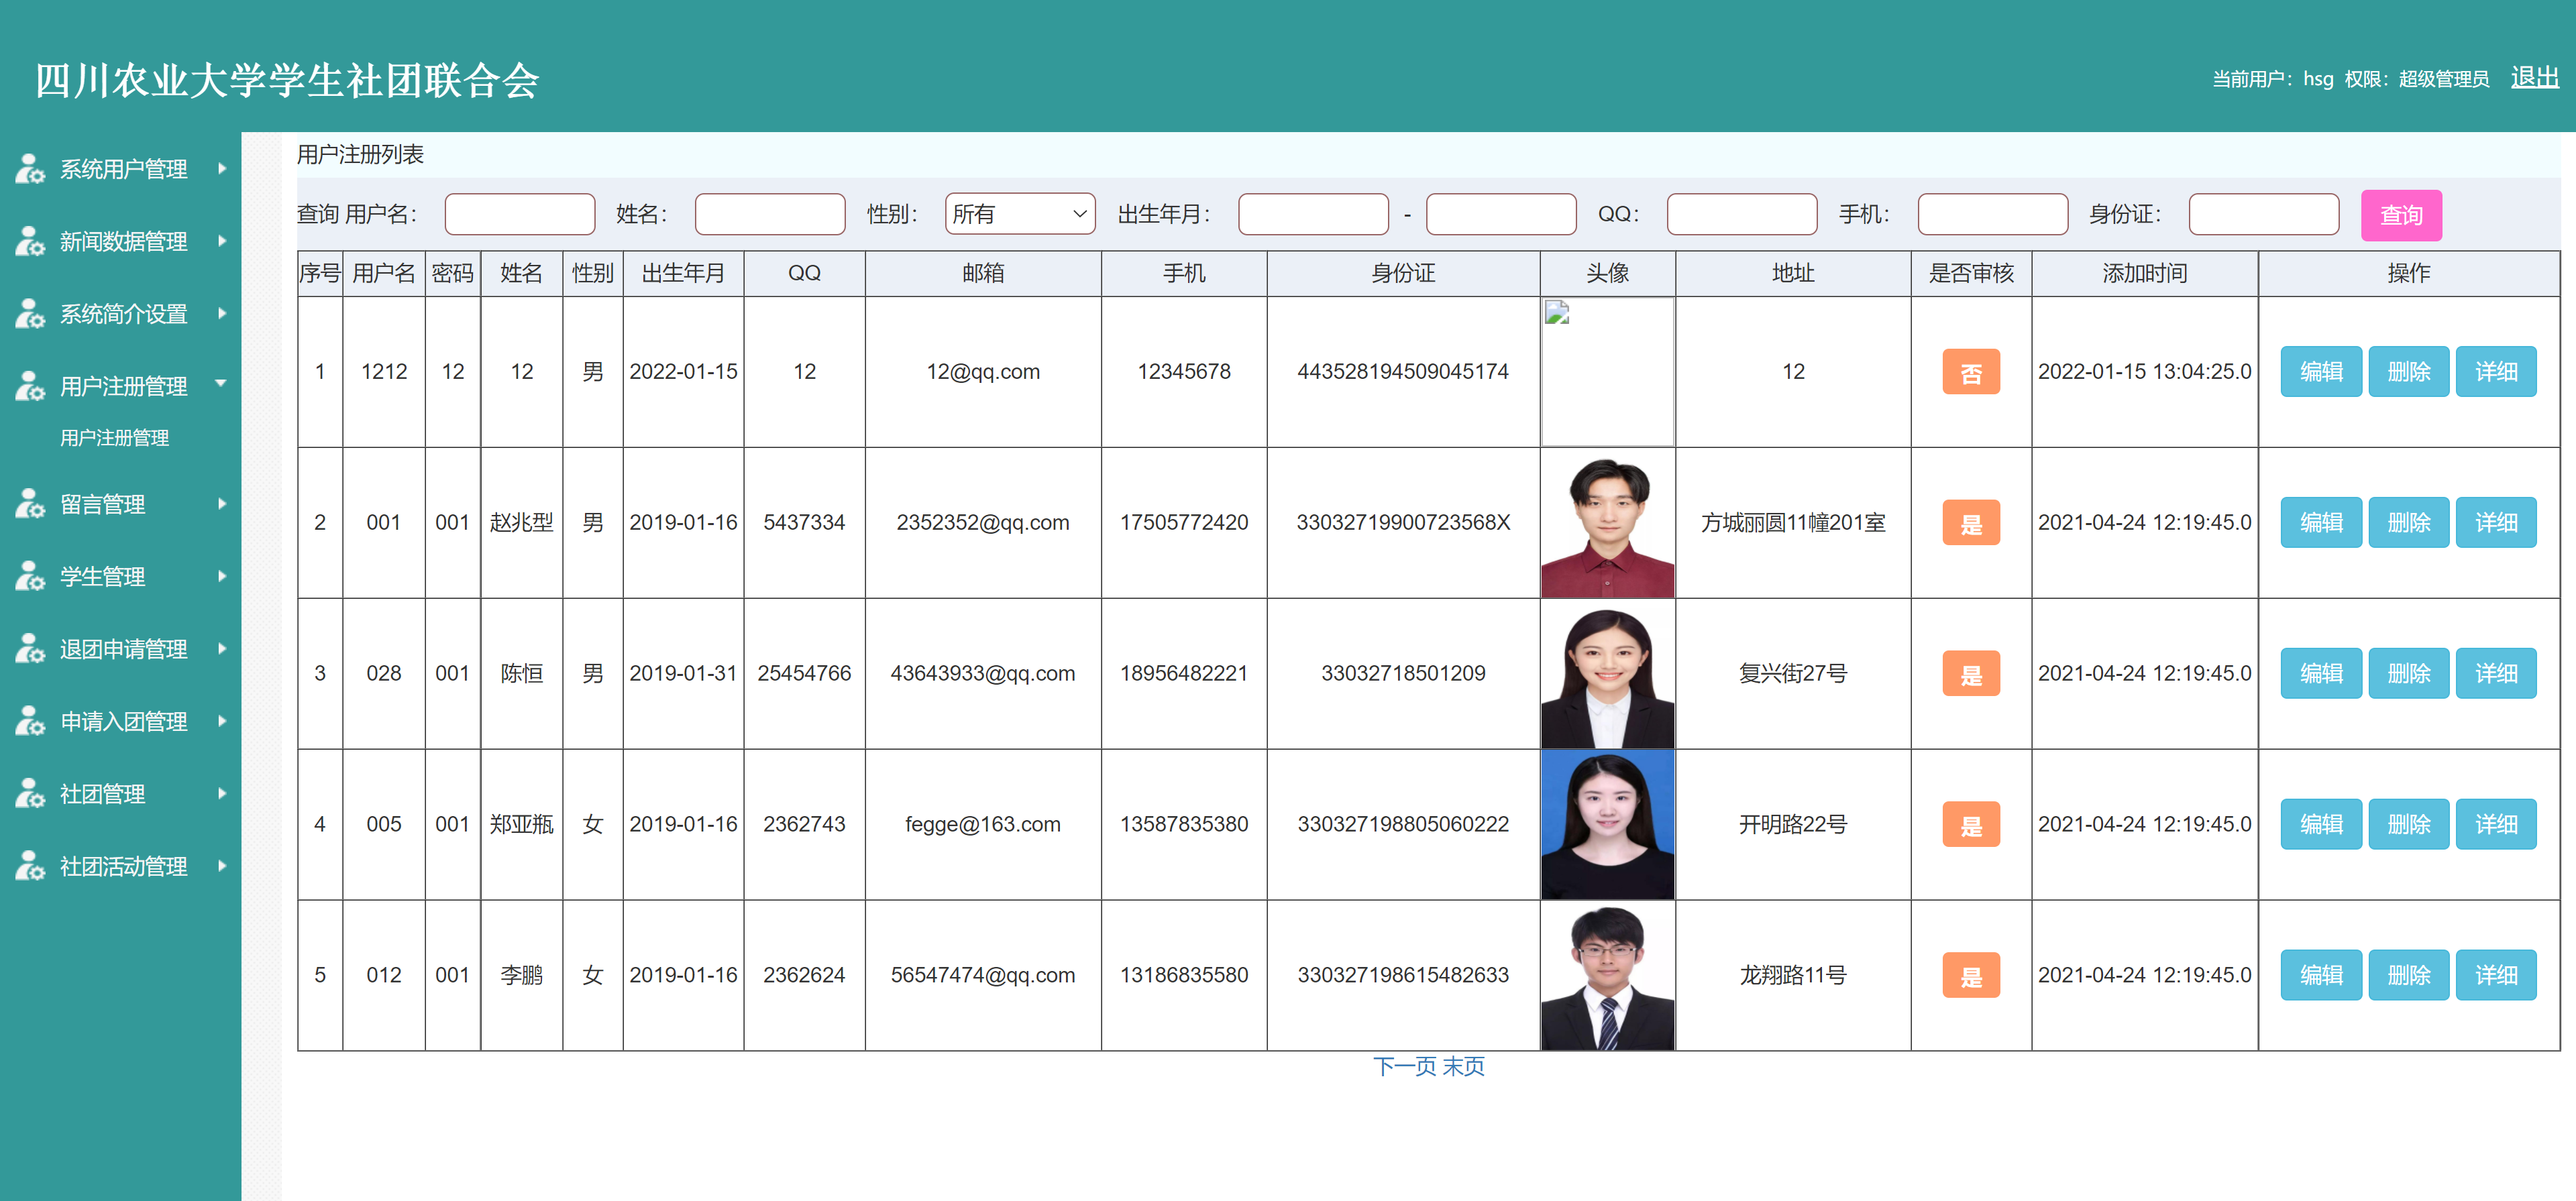 四川农业大学学生社团联合会
当前用户：hsg 权限：超级管理员 退出
系统用户管理
新闻数据管理
系统简介设置
用户注册管理
用户注册管理
留言管理
学生管理
退团申请管理
申请入团管理
社团管理
社团活动管理
用户注册列表
查询 用户名： 姓名： 性别： 所有 出生年月： - QQ： 手机： 身份证： 查询
序号 用户名 密码 姓名 性别 出生年月 QQ 邮箱 手机 身份证 头像 地址 是否审核 添加时间 操作
1 1212 12 12 男 2022-01-15 12 12@qq.com 12345678 443528194509045174 12 否 2022-01-15 13:04:25.0 编辑 删除 详细
2 001 001 赵兆型 男 2019-01-16 5437334 2352352@qq.com 17505772420 33032719900723568X 方城丽圆11幢201室 是 2021-04-24 12:19:45.0 编辑 删除 详细
3 028 001 陈恒 男 2019-01-31 25454766 43643933@qq.com 18956482221 33032718501209 复兴街27号 是 2021-04-24 12:19:45.0 编辑 删除 详细
4 005 001 郑亚瓶 女 2019-01-16 2362743 fegge@163.com 13587835380 330327198805060222 开明路22号 是 2021-04-24 12:19:45.0 编辑 删除 详细
5 012 001 李鹏 女 2019-01-16 2362624 56547474@qq.com 13186835580 330327198615482633 龙翔路11号 是 2021-04-24 12:19:45.0 编辑 删除 详细
下一页 末页